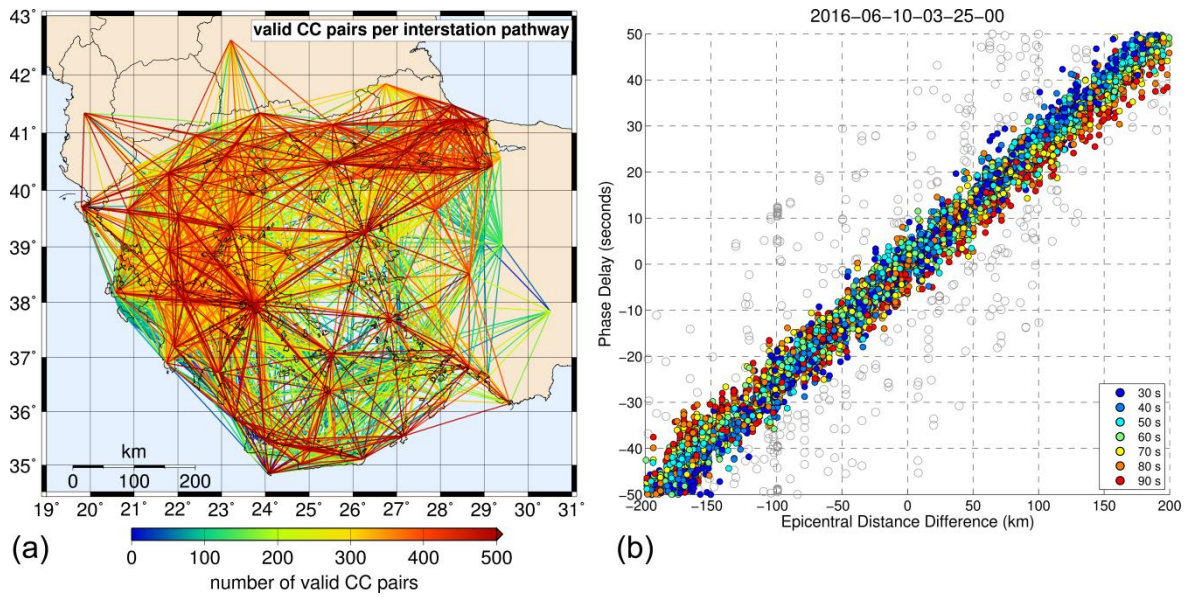 valid CC pairs per interstation pathway
43˚
42˚
41˚
40˚
39˚
38˚
37˚
36˚
35˚
km
0 100 200
19˚ 20˚ 21˚ 22˚ 23˚ 24˚ 25˚ 26˚ 27˚ 28˚ 29˚ 30˚ 31˚
0 100 200 300 400 500
number of valid CC pairs
(a)
2016-06-10-03-25-00
50
40
30
20
10
0
-10
-20
-30
-40
-50
Phase Delay (seconds)
30 s
40 s
50 s
60 s
70 s
80 s
90 s
-200 -150 -100 -50 0 50 100 150 200
Epicentral Distance Difference (km)
(b)